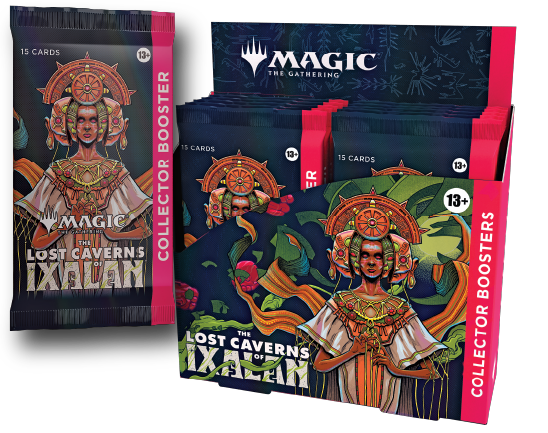 15 CARDS
13+
COLLECTOR BOOSTER
MAGIC
THE GATHERING
THE
LOST CAVERNS
OF
IXALAN
MAGIC
THE GATHERING
15 CARDS
13+
BOOSTER
15 CARDS
13+
13+
COLLECTOR BOOSTERS
THE
LOST CAVERNS
OF
IXALAN